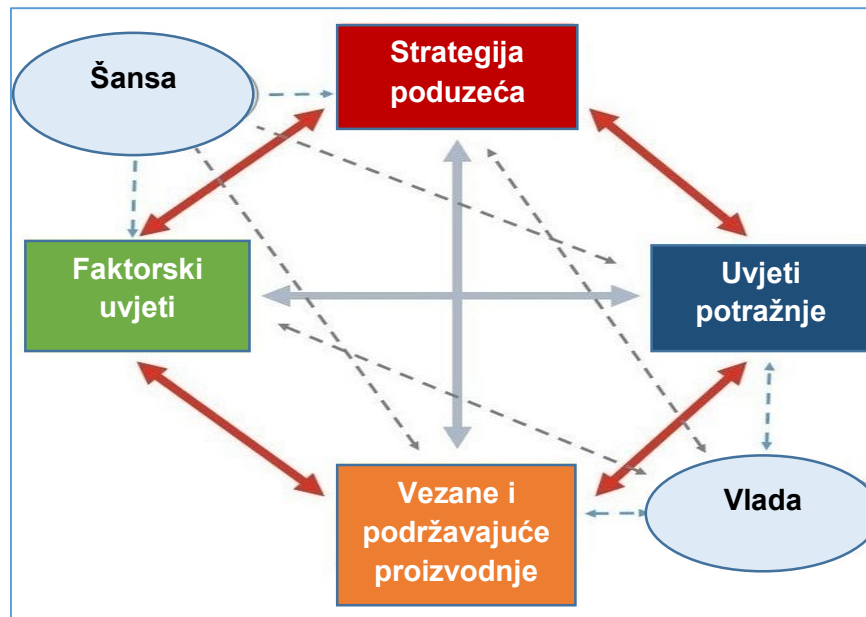 Strategija
poduzeća
Šansa
Faktorski
uvjeti
Uvjeti
potražnje
Vezane i
podržavajuće
proizvodnje
Vlada